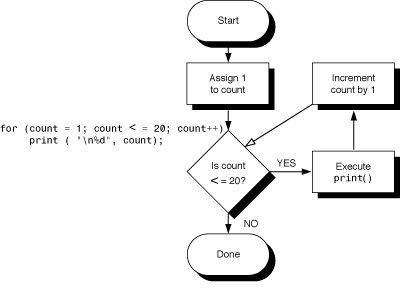 Start
Assign 1
to count
Increment
count by 1
for (count = 1; count < = 20; count++)
print ( "\n%d", count);
Is count
< = 20?
YES
Execute
print()
NO
Done